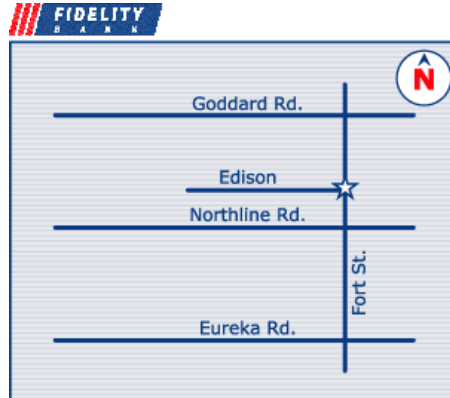 FIDELITY
BANK
N
Goddard Rd.
Edison
Northline Rd.
Fort St.
Eureka Rd.